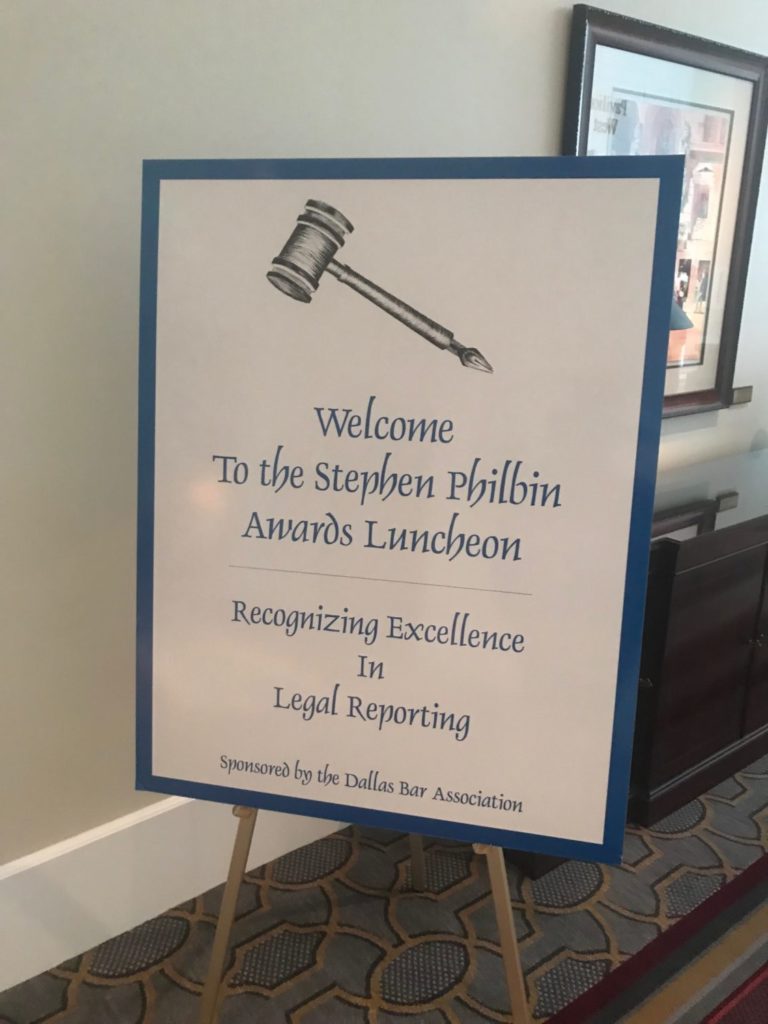 Welcome
To the Stephen Philbin
Awards Luncheon
Recognizing Excellence
In
Legal Reporting
Sponsored by the Dallas Bar Association